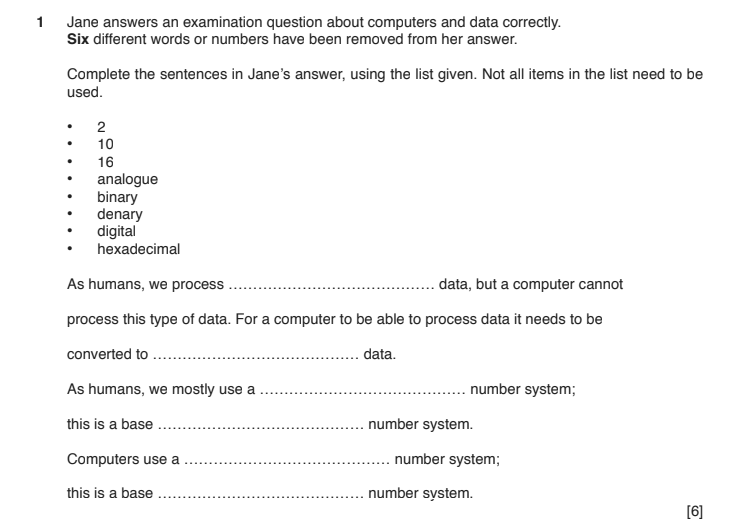 1 Jane answers an examination question about computers and data correctly.
Six different words or numbers have been removed from her answer.
Complete the sentences in Jane's answer, using the list given. Not all items in the list need to be
used.
• 2
• 10
• 16
• analogue
• binary
• denary
• digital
• hexadecimal
As humans, we process .......................................... data, but a computer cannot
process this type of data. For a computer to be able to process data it needs to be
converted to .......................................... data.
As humans, we mostly use a .......................................... number system;
this is a base .......................................... number system.
Computers use a .......................................... number system;
this is a base .......................................... number system.
[6]